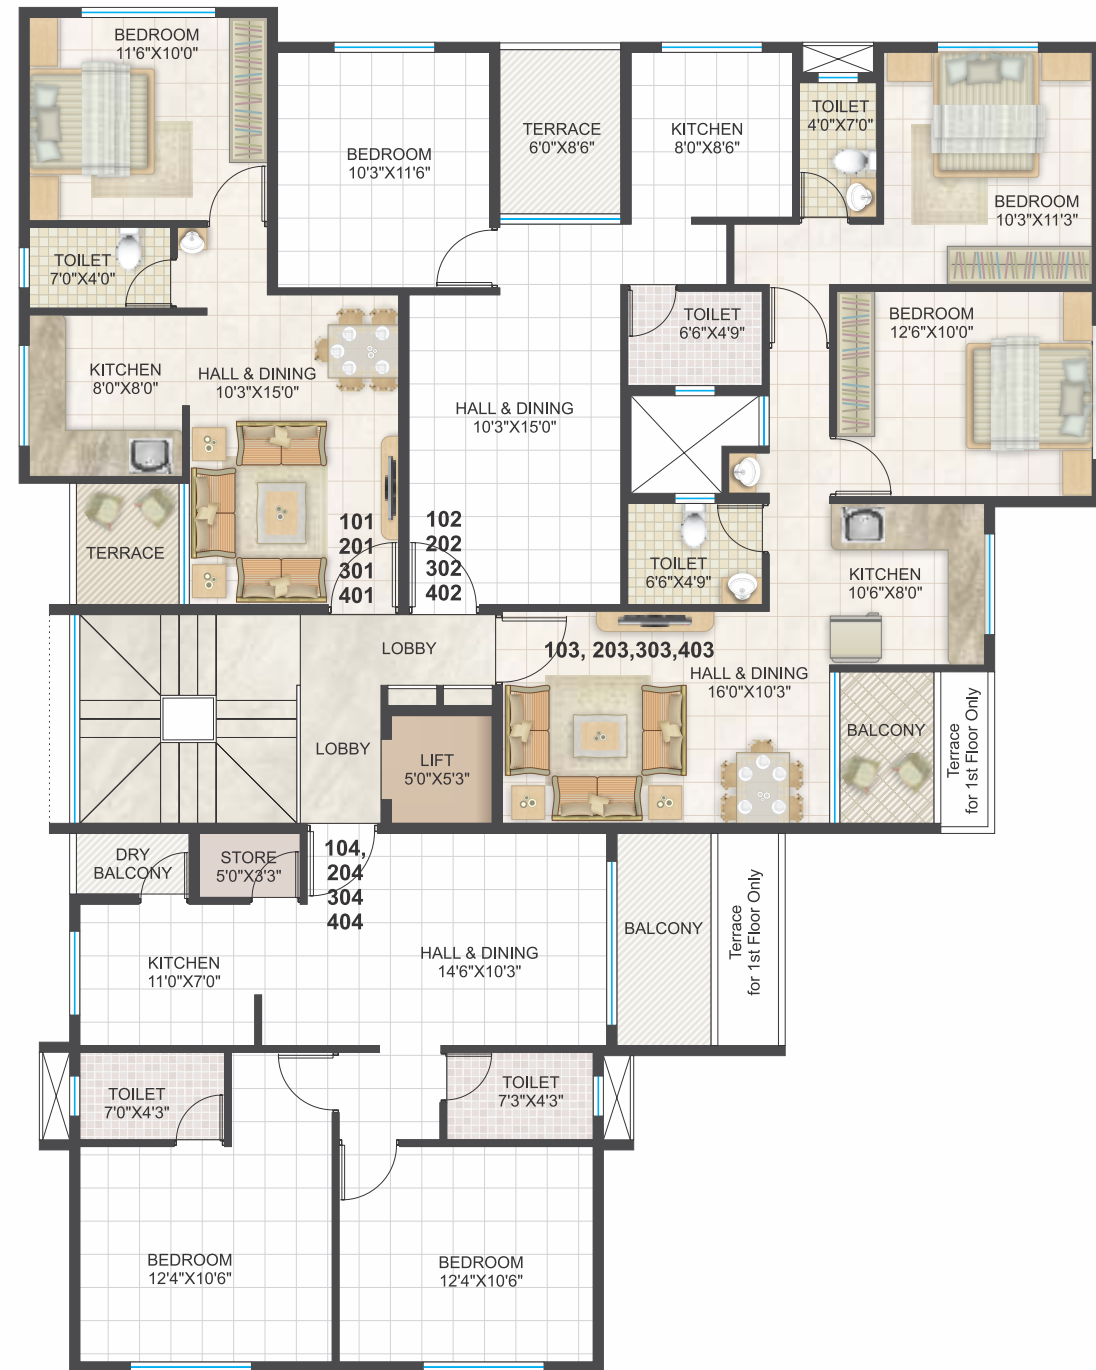 BEDROOM
11'6"X10'0"
BEDROOM
10'3"X11'6"
TERRACE
6'0"X8'6"
KITCHEN
8'0"X8'6"
TOILET
4'0"X7'0"
BEDROOM
10'3"X11'3"
TOILET
7'0"X4'0"
KITCHEN
8'0"X8'0"
HALL & DINING
10'3"X15'0"
HALL & DINING
10'3"X15'0"
TOILET
6'6"X4'9"
BEDROOM
12'6"X10'0"
TERRACE
101
201
301
401
102
202
302
402
TOILET
6'6"X4'9"
KITCHEN
10'6"X8'0"
LOBBY
103, 203,303,403
HALL & DINING
16'0"X10'3"
LOBBY
LIFT
5'0"X5'3"
BALCONY
Terrace
for 1st Floor Only
DRY
BALCONY
STORE
5'0"X3'3"
104,
204
304
404
KITCHEN
11'0"X7'0"
HALL & DINING
14'6"X10'3"
BALCONY
Terrace
for 1st Floor Only
TOILET
7'0"X4'3"
TOILET
7'3"X4'3"
BEDROOM
12'4"X10'6"
BEDROOM
12'4"X10'6"